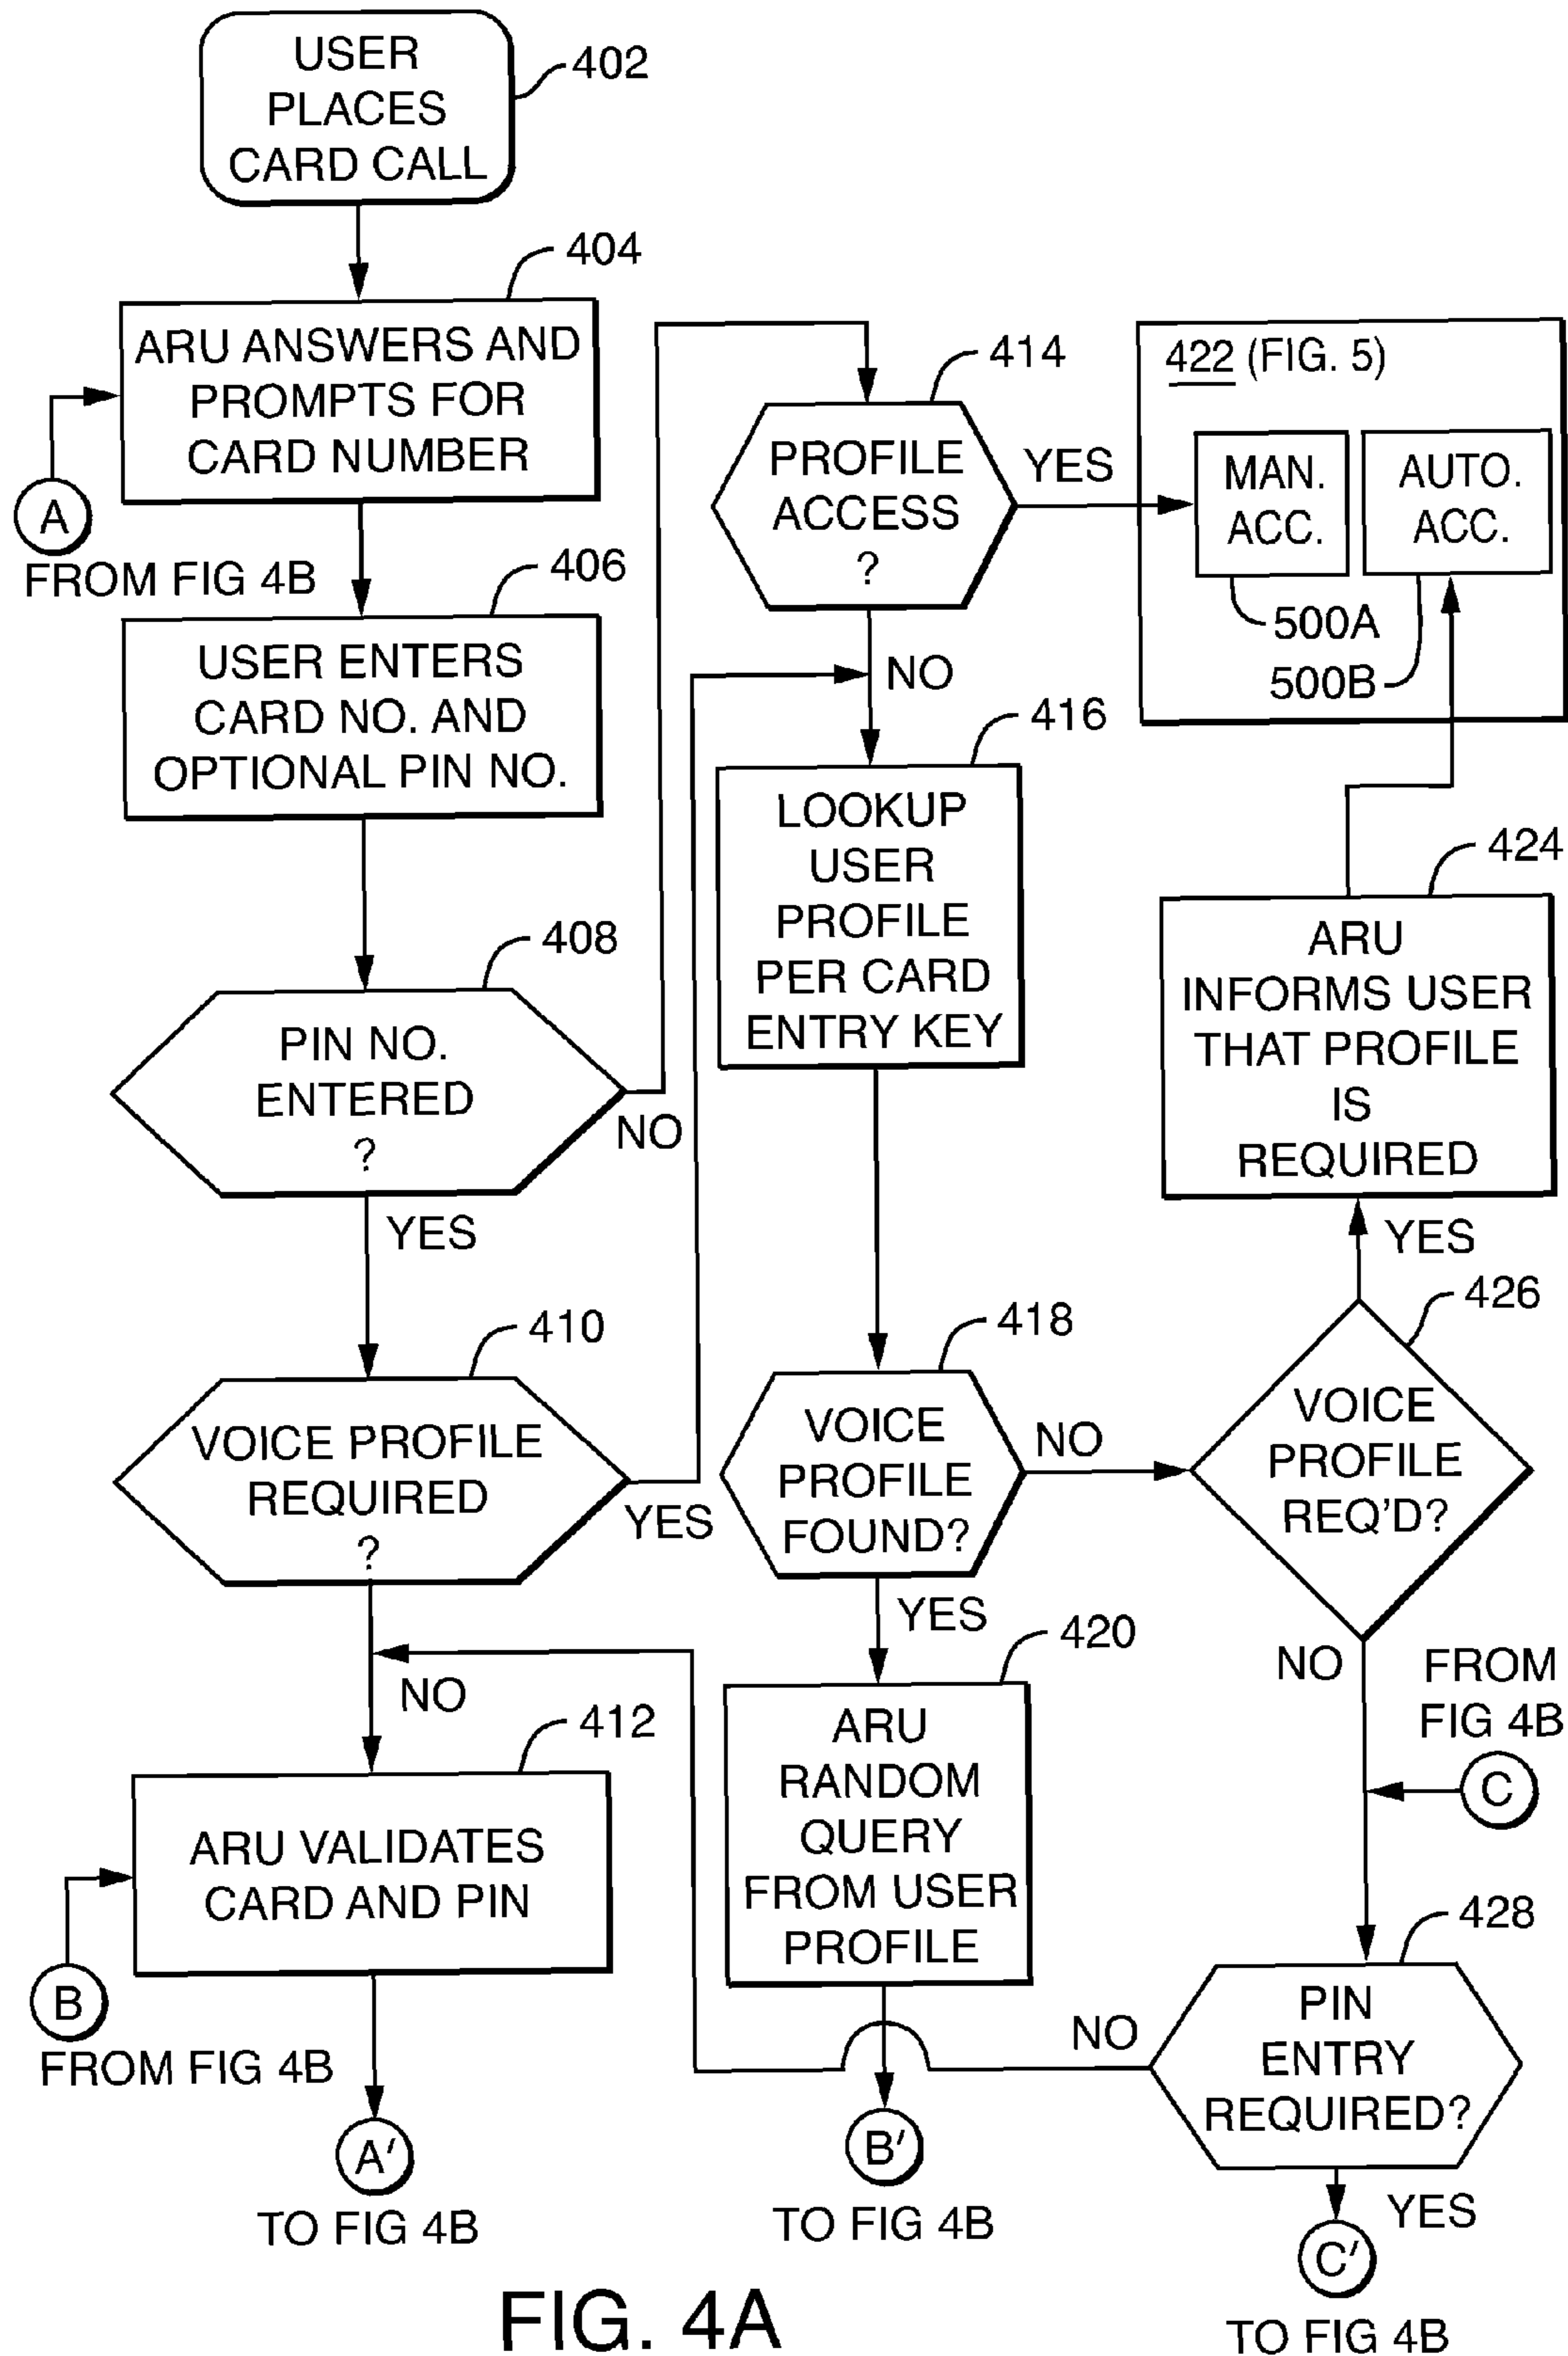 USER
PLACES
CARD CALL
402
404
ARU ANSWERS AND
PROMPTS FOR
CARD NUMBER
A
FROM FIG 4B
406
USER ENTERS
CARD NO. AND
OPTIONAL PIN NO.
408
PIN NO.
ENTERED
?
NO
YES
410
VOICE PROFILE
REQUIRED
?
YES
NO
412
ARU VALIDATES
CARD AND PIN
B
FROM FIG 4B
A'
TO FIG 4B
414
PROFILE
ACCESS
?
YES
NO
416
LOOKUP
USER
PROFILE
PER CARD
ENTRY KEY
418
VOICE
PROFILE
FOUND?
NO
YES
420
ARU
RANDOM
QUERY
FROM USER
PROFILE
B'
TO FIG 4B
422 (FIG. 5)
MAN.
ACC.
AUTO.
ACC.
500A
500B
424
ARU
INFORMS USER
THAT PROFILE
IS
REQUIRED
YES
426
VOICE
PROFILE
REQ'D?
NO
FROM
FIG 4B
C
428
PIN
ENTRY
REQUIRED?
NO
YES
C'
TO FIG 4B
FIG. 4A